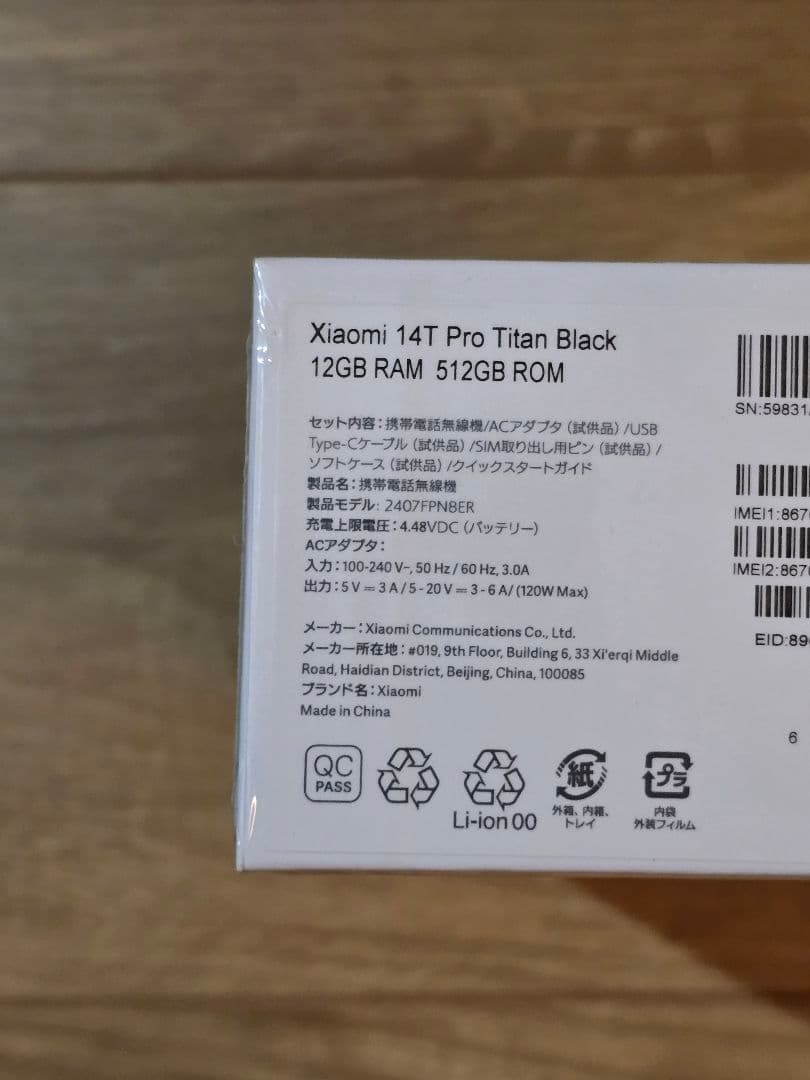 Xiaomi 14T Pro Titan Black
12GB RAM 512GB ROM
セット内容：携帯電話無線機/ACアダプタ（試供品）/USB
Type-Cケーブル（試供品）/SIM取り出し用ピン（試供品）/
ソフトケース（試供品）/クイックスタートガイド
製品名：携帯電話無線機
製品モデル：2407FPN8ER
充電上限電圧：4.48VDC（バッテリー）
ACアダプタ：
入力：100-240 V~, 50 Hz / 60 Hz, 3.0A
出力：5 V ⎓ 3 A / 5 - 20 V ⎓ 3 - 6 A/ (120W Max)
メーカー：Xiaomi Communications Co., Ltd.
メーカー所在地：#019, 9th Floor, Building 6, 33 Xi'erqi Middle
Road, Haidian District, Beijing, China, 100085
ブランド名：Xiaomi
Made in China
QC
PASS
Li-ion 00
紙
外箱、内箱、
トレイ
プラ
内袋
外装フィルム
SN:59831
IMEI1:867
IMEI2:867
EID:89
6